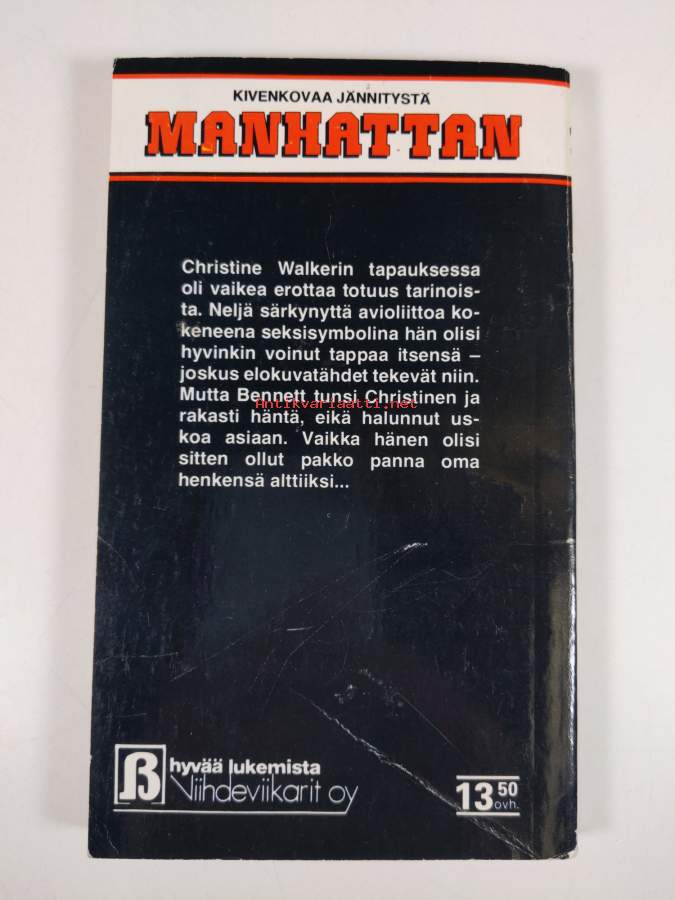 KIVENKOVAA JÄNNITYSTÄ
MANHATTAN
Christine Walkerin tapauksessa
oli vaikea erottaa totuus tarinois-
ta. Neljä särkynyttä avioliittoa ko-
keneena seksisymbolina hän olisi
hyvinkin voinut tappaa itsensä –
joskus elokuvatähdet tekevät niin.
Mutta Bennett tunsi Christinen ja
Antikvariaatti.net
rakasti häntä, eikä halunnut us-
koa asiaan. Vaikka hänen olisi
sitten ollut pakko panna oma
henkensä alttiiksi...
B hyvää lukemista
Viihdeviikarit oy
13 50
ovh.